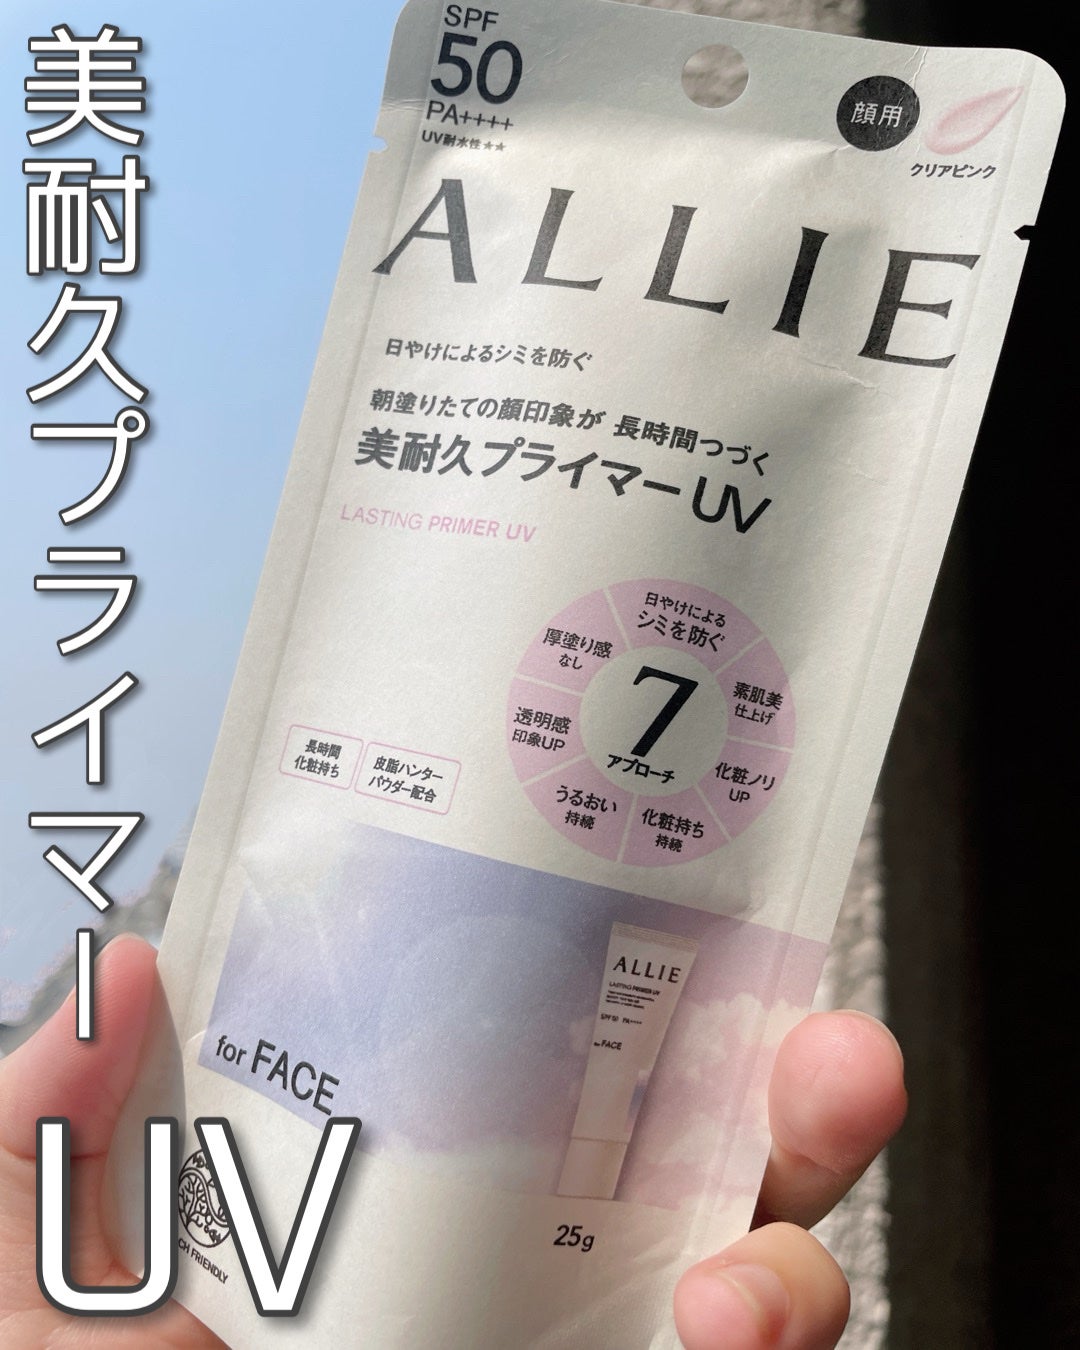 美耐久プライマー
UV
SPF
50
PA++++
UV耐水性★★
顔用
クリアピンク
ALLIE
日やけによるシミを防ぐ
朝塗りたての顔印象が 長時間つづく
美耐久プライマーUV
LASTING PRIMER UV
日やけによる
シミを防ぐ
素肌美
仕上げ
化粧ノリ
UP
化粧持ち
持続
うるおい
持続
透明感
印象UP
厚塗り感
なし
7
アプローチ
長時間
化粧持ち
皮脂ハンター
パウダー配合
ALLIE
LASTING PRIMER UV
SPF50 PA++++
for FACE
for FACE
CH FRIENDLY
25g